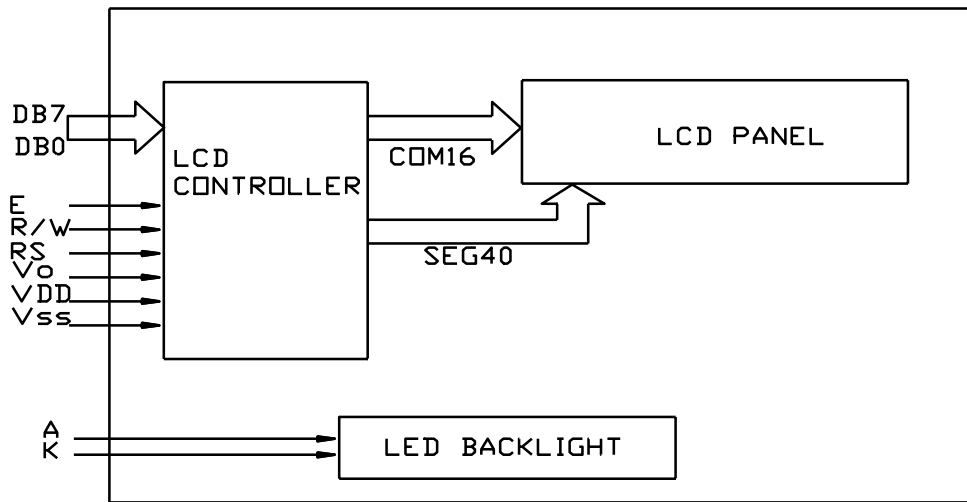 DB7
DB0
LCD
CONTROLLER
COM16
LCD PANEL
E
R/W
RS
Vo
VDD
Vss
SEG40
A
K
LED BACKLIGHT